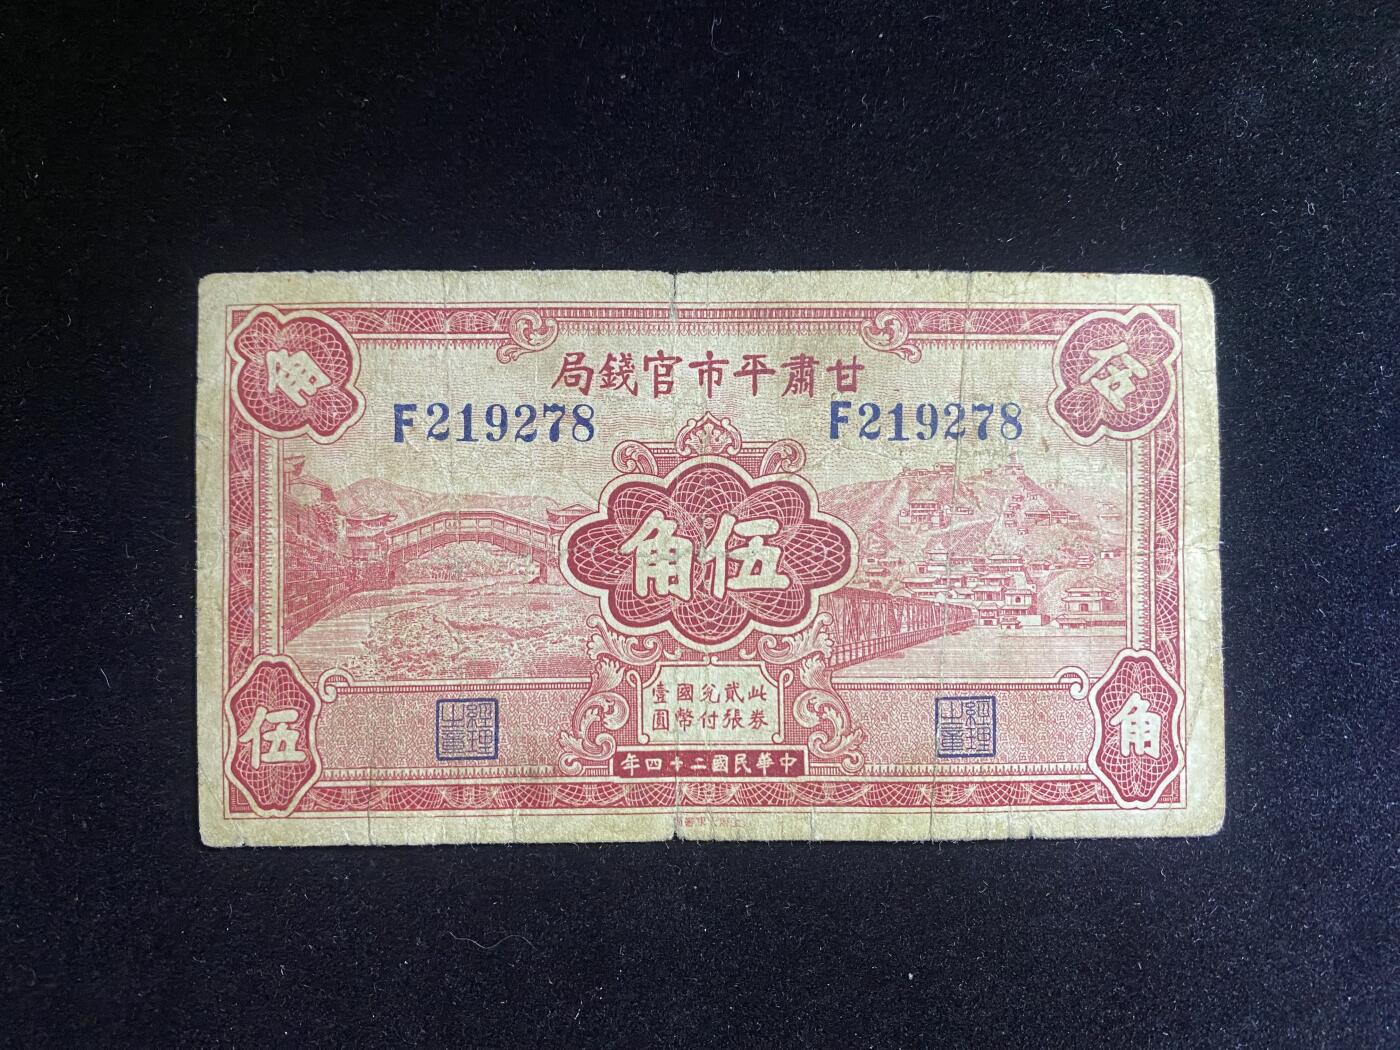 甘肅平市官錢局
F219278
F219278
伍
角
伍角
此券
貳張
兌付
國幣
壹圓
經理之章
經理之章
伍
角
中華民國二十四年